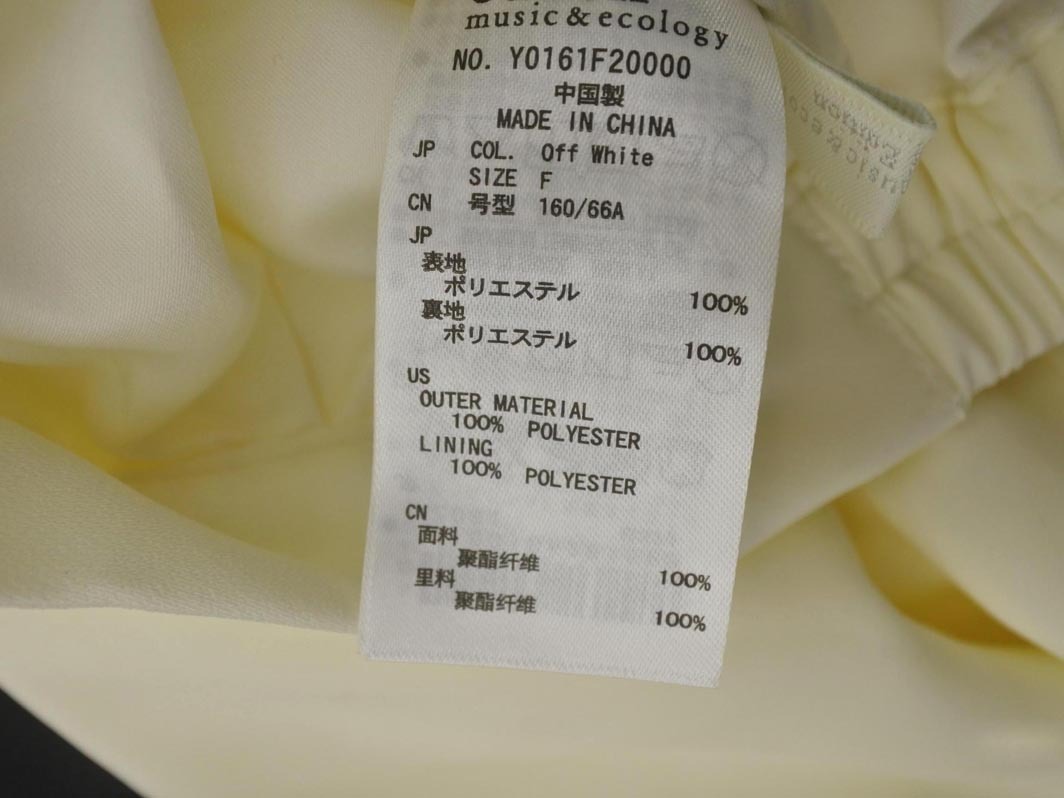 music&ecology
NO. Y0161F20000
中国製
MADE IN CHINA
JP COL. Off White
SIZE F
CN 号型 160/66A
JP
表地
ポリエステル 100%
裏地
ポリエステル 100%
US
OUTER MATERIAL
100% POLYESTER
LINING
100% POLYESTER
CN
面料
聚酯纤维 100%
里料
聚酯纤维 100%